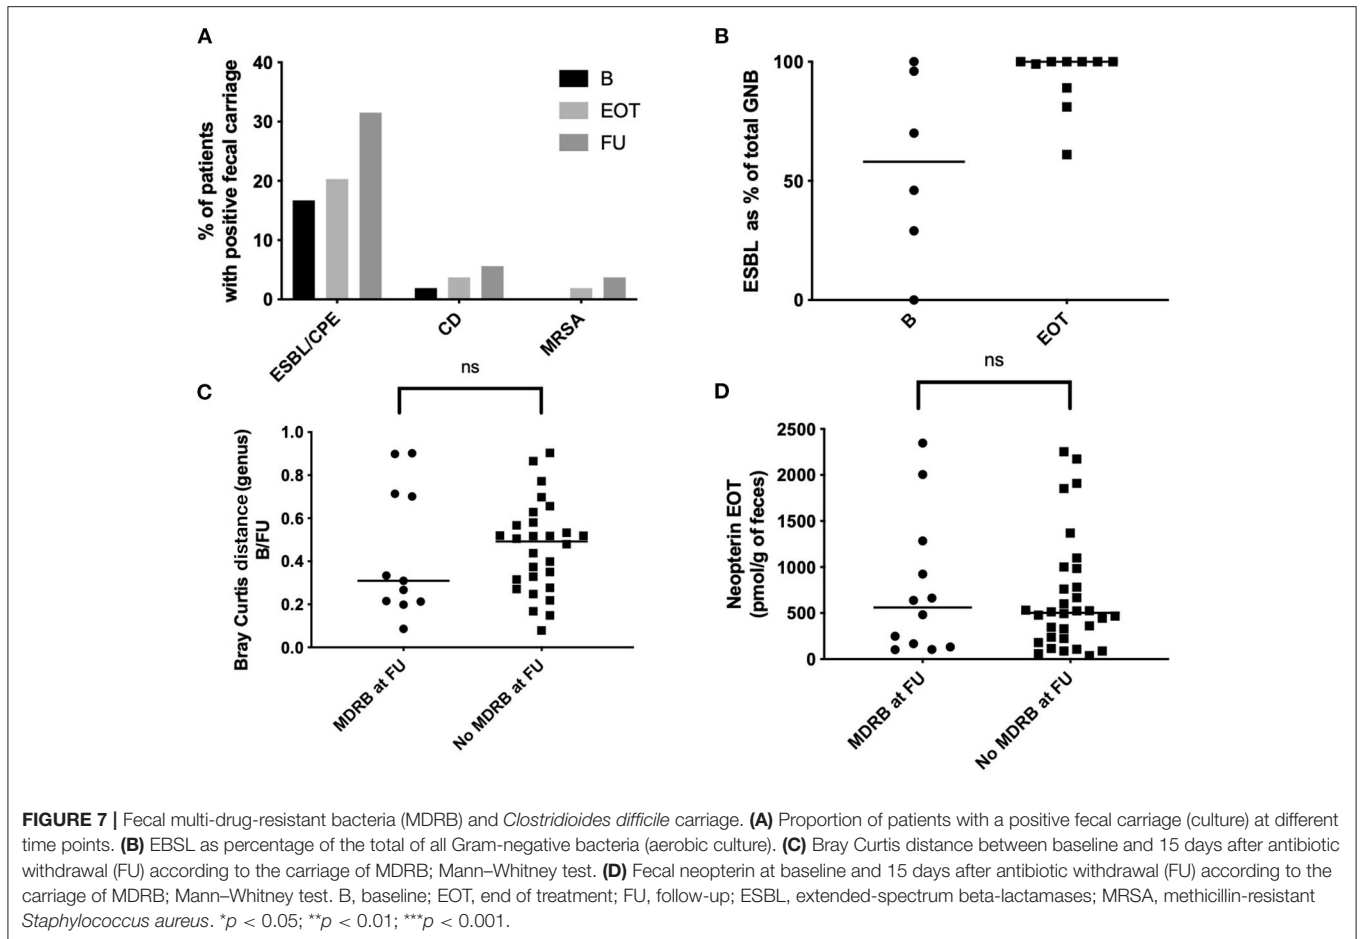 A
% of patients
with positive fecal carriage
40
30
20
10
0
B
EOT
FU
ESBL/CPE
CD
MRSA
B
ESBL as % of total GNB
100
50
0
B
EOT
C
ns
Bray Curtis distance (genus)
B/FU
1.0
0.8
0.6
0.4
0.2
0.0
MDRB at FU
No MDRB at FU
D
ns
Neopterin EOT
(pmol/g of feces)
2500
2000
1500
1000
500
0
MDRB at FU
No MDRB at FU
FIGURE 7 | Fecal multi-drug-resistant bacteria (MDRB) and Clostridioides difficile carriage. (A) Proportion of patients with a positive fecal carriage (culture) at different
time points. (B) EBSL as percentage of the total of all Gram-negative bacteria (aerobic culture). (C) Bray Curtis distance between baseline and 15 days after antibiotic
withdrawal (FU) according to the carriage of MDRB; Mann–Whitney test. (D) Fecal neopterin at baseline and 15 days after antibiotic withdrawal (FU) according to the
carriage of MDRB; Mann–Whitney test. B, baseline; EOT, end of treatment; FU, follow-up; ESBL, extended-spectrum beta-lactamases; MRSA, methicillin-resistant
Staphylococcus aureus. *p < 0.05; **p < 0.01; ***p < 0.001.